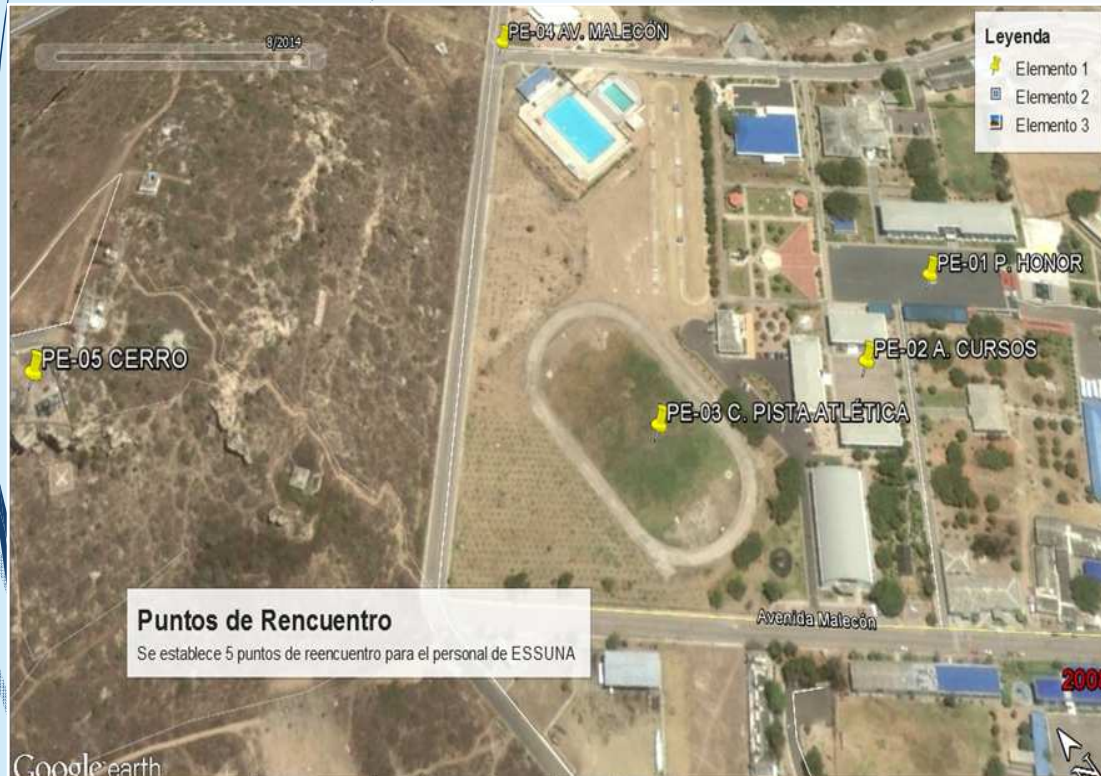 8/2014
PE-04 AV. MALECÓN
Leyenda
Elemento 1
Elemento 2
Elemento 3
PE-01 P. HONOR
PE-05 CERRO
PE-02 A. CURSOS
PE-03 C. PISTA ATLÉTICA
Puntos de Rencuentro
Se establece 5 puntos de reencuentro para el personal de ESSUNA
Avenida Malecón
Google earth
N